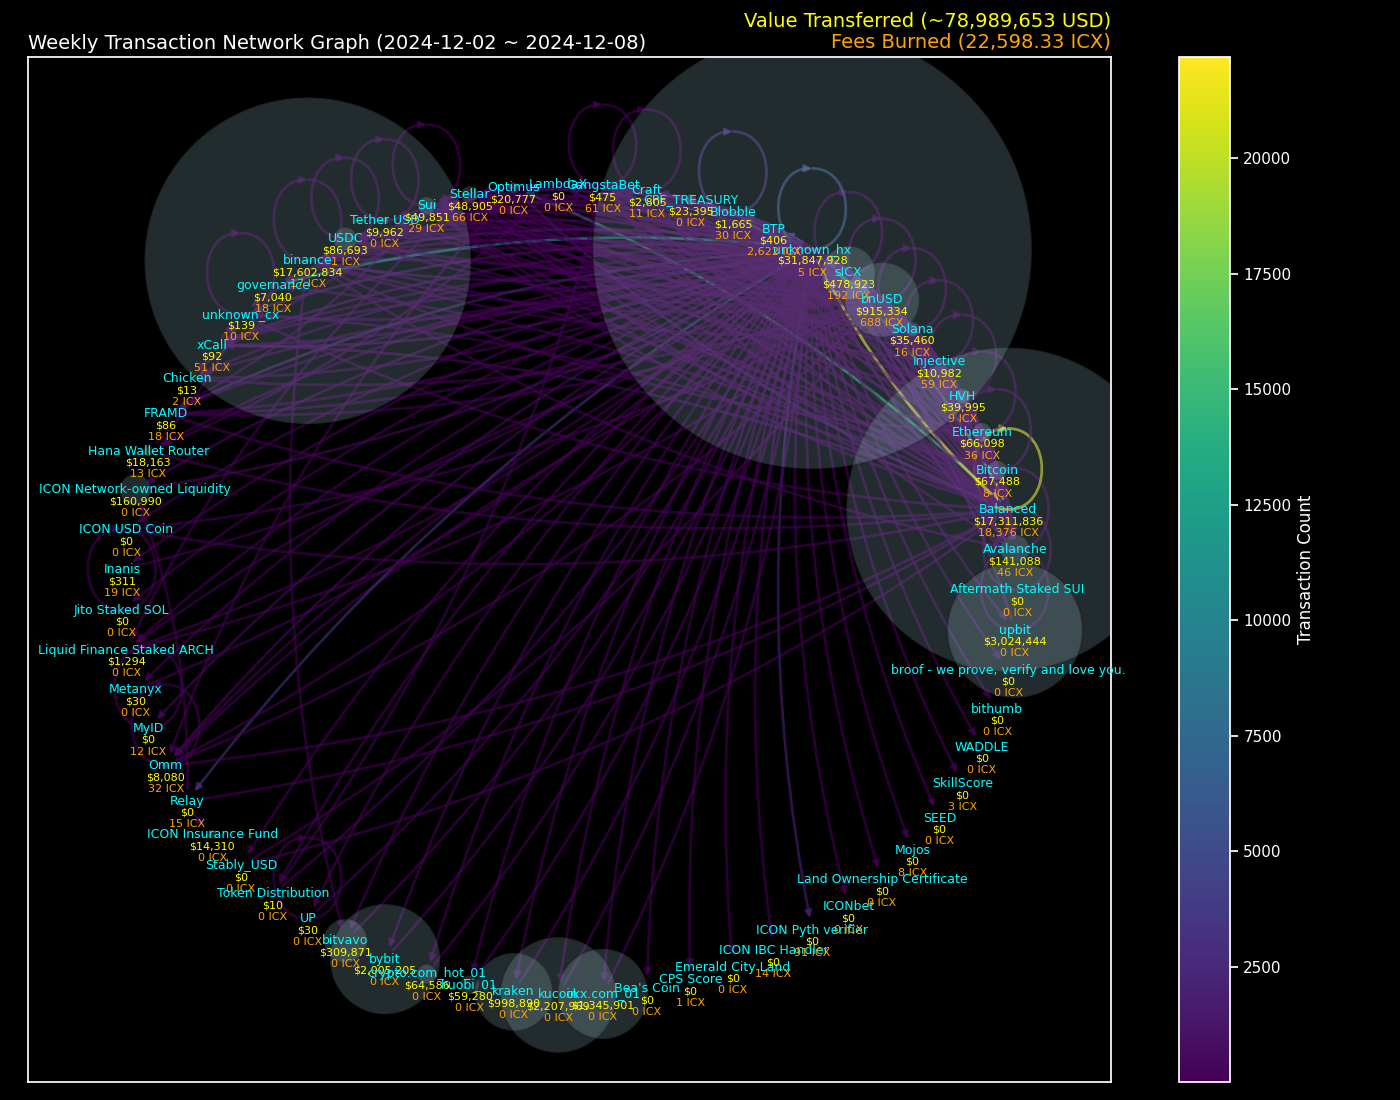 Value Transferred (~78,989,653 USD)
Weekly Transaction Network Graph (2024-12-02 ~ 2024-12-08)
Fees Burned (22,598.33 ICX)
LambdaX
$0
0 ICX
GangstaBet
$475
61 ICX
Craft
$2,605
11 ICX
Optimus
$20,777
0 ICX
Stellar
$48,905
66 ICX
Sui
$49,851
29 ICX
Tether USD
$9,962
0 ICX
USDC
$86,693
1 ICX
binance
$17,602,834
ICX
governance
$7,040
18 ICX
unknown_cx
$139
10 ICX
xCall
$92
51 ICX
Chicken
$13
2 ICX
FRAMD
$86
18 ICX
Hana Wallet Router
$18,163
13 ICX
ICON Network-owned Liquidity
$160,990
0 ICX
ICON USD Coin
$0
0 ICX
Inanis
$311
19 ICX
Jito Staked SOL
$0
0 ICX
Liquid Finance Staked ARCH
$1,294
0 ICX
Metanyx
$30
0 ICX
MyID
$0
12 ICX
Omm
$8,080
32 ICX
Relay
$0
15 ICX
ICON Insurance Fund
$14,310
0 ICX
Stably_USD
$0
0 ICX
Token Distribution
$10
0 ICX
UP
$30
0 ICX
bitvavo
$309,871
0 ICX
bybit
0 ICX
crypto.com_hot_01
$64,586
0 ICX
huobi_01
$59,280
0 ICX
kraken
$998,890
0 ICX
kucoin
0 ICX
okx.com_01
0 ICX
Bea's Coin
$0
0 ICX
CPS Score
$0
1 ICX
Emerald City Land
$0
0 ICX
ICON IBC Handler
$0
14 ICX
ICON Pyth verifier
$0
91 ICX
ICONbet
$0
Land Ownership Certificate
$0
0 ICX
Mojos
$0
8 ICX
SEED
$0
0 ICX
SkillScore
$0
3 ICX
WADDLE
$0
0 ICX
bithumb
$0
0 ICX
broof - we prove, verify and love you.
$0
0 ICX
upbit
$3,024,444
0 ICX
Aftermath Staked SUI
$0
0 ICX
Avalanche
$141,088
46 ICX
Balanced
$17,311,836
18,376 ICX
Bitcoin
$67,488
8 ICX
Ethereum
$66,098
36 ICX
HVH
$39,995
9 ICX
Injective
$10,982
59 ICX
Solana
$35,460
16 ICX
bnUSD
$915,334
688 ICX
sICX
$478,923
192 ICX
unknown_hx
$31,847,928
5 ICX
BTP
$406
Blobble
$1,665
30 ICX
TREASURY
$23,395
0 ICX
20000
17500
15000
12500
10000
7500
5000
2500
Transaction Count